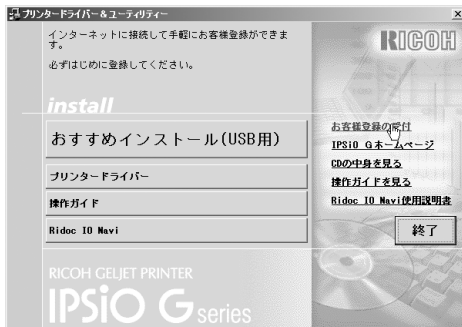 プリンタードライバー＆ユーティリティー
インターネットに接続して手軽にお客様登録ができま
す。
必ずはじめに登録してください。
RICOH
install
おすすめインストール(USB用)
プリンタードライバー
操作ガイド
Ridoc IO Navi
お客様登録の受付
IPSiO Gホームページ
CDの中身を見る
操作ガイドを見る
Ridoc IO Navi使用説明書
終了
RICOH GELJET PRINTER
IPSiO G series